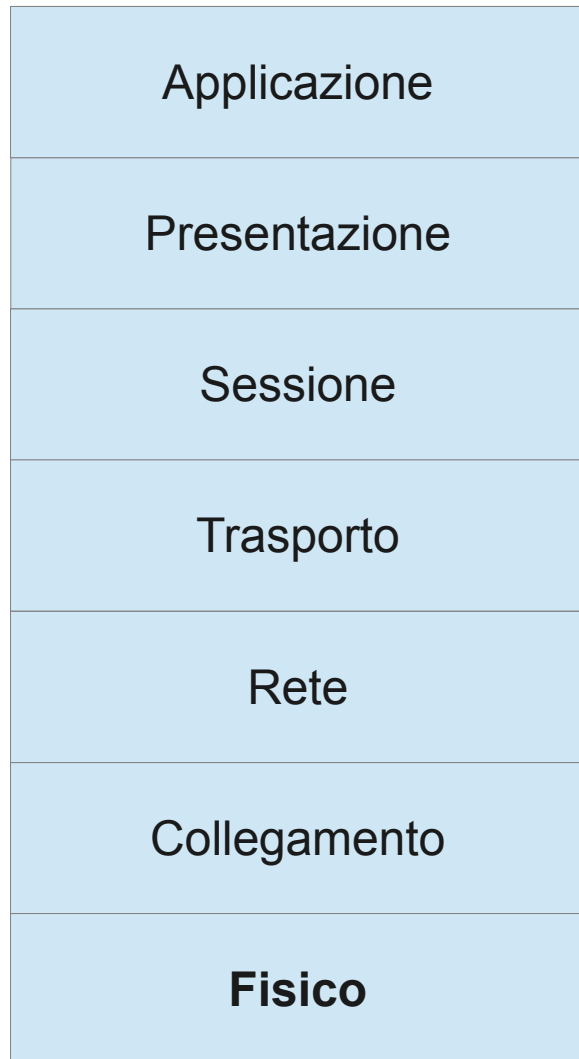 Applicazione
Presentazione
Sessione
Trasporto
Rete
Collegamento
Fisico